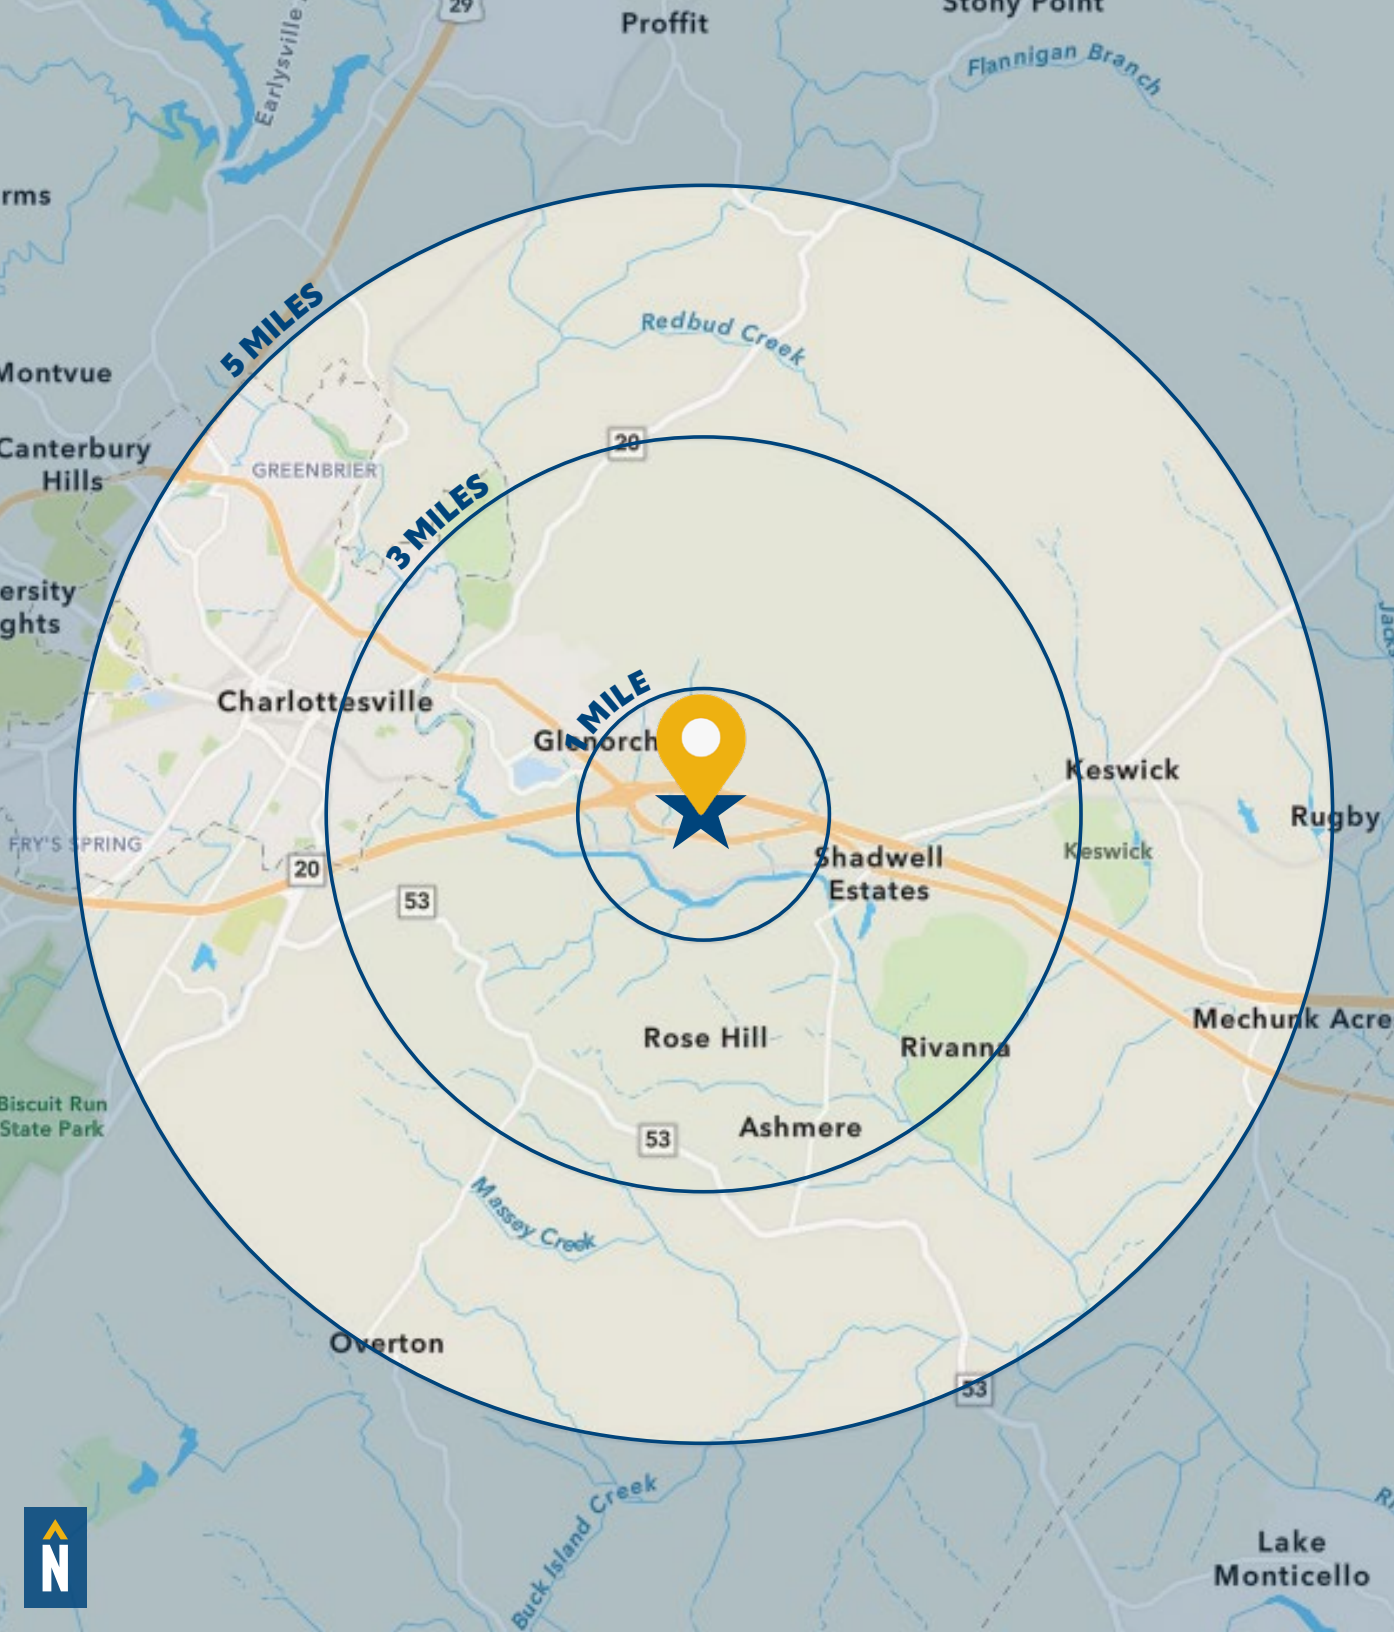 29
Proffit
Stony Point
Flannigan Branch
Earlysville
rms
5 MILES
Redbud Creek
Montvue
Canterbury
Hills
20
GREENBRIER
3 MILES
ersity
ghts
Jacks
1 MILE
Charlottesville
Glenorch
Keswick
Rugby
FRY'S SPRING
Keswick
20
Shadwell
Estates
53
Mechunk Acre
Rose Hill
Rivanna
Biscuit Run
State Park
Ashmere
53
Massey Creek
Overton
53
Buck Island Creek
N
Lake
Monticello